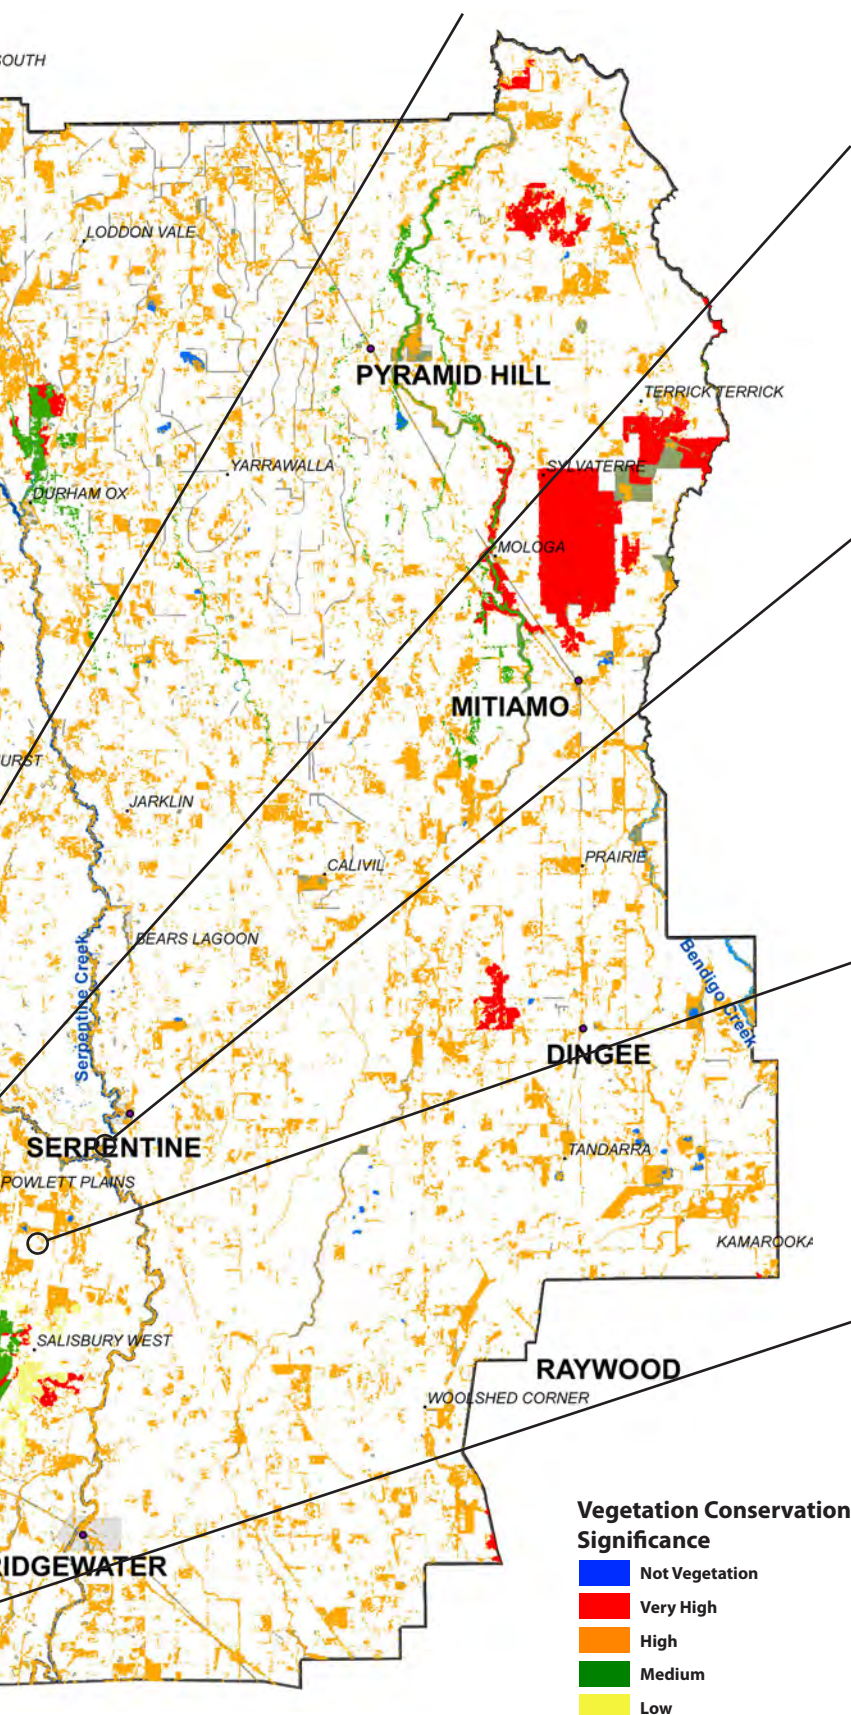 SOUTH
LODDON VALE
PYRAMID HILL
TERRICK TERRICK
YARRAWALLA
SYLVATERRE
DURHAM OX
MOLOGA
MITIAMO
URST
JARKLIN
CALIVIL
PRAIRIE
BEARS LAGOON
Serpentine Creek
Bendigo Creek
DINGEE
SERPENTINE
TANDARRA
POWLETT PLAINS
KAMAROOKA
SALISBURY WEST
RAYWOOD
WOOLSHED CORNER
RIDGEWATER
Vegetation Conservation
Significance
Not Vegetation
Very High
High
Medium
Low